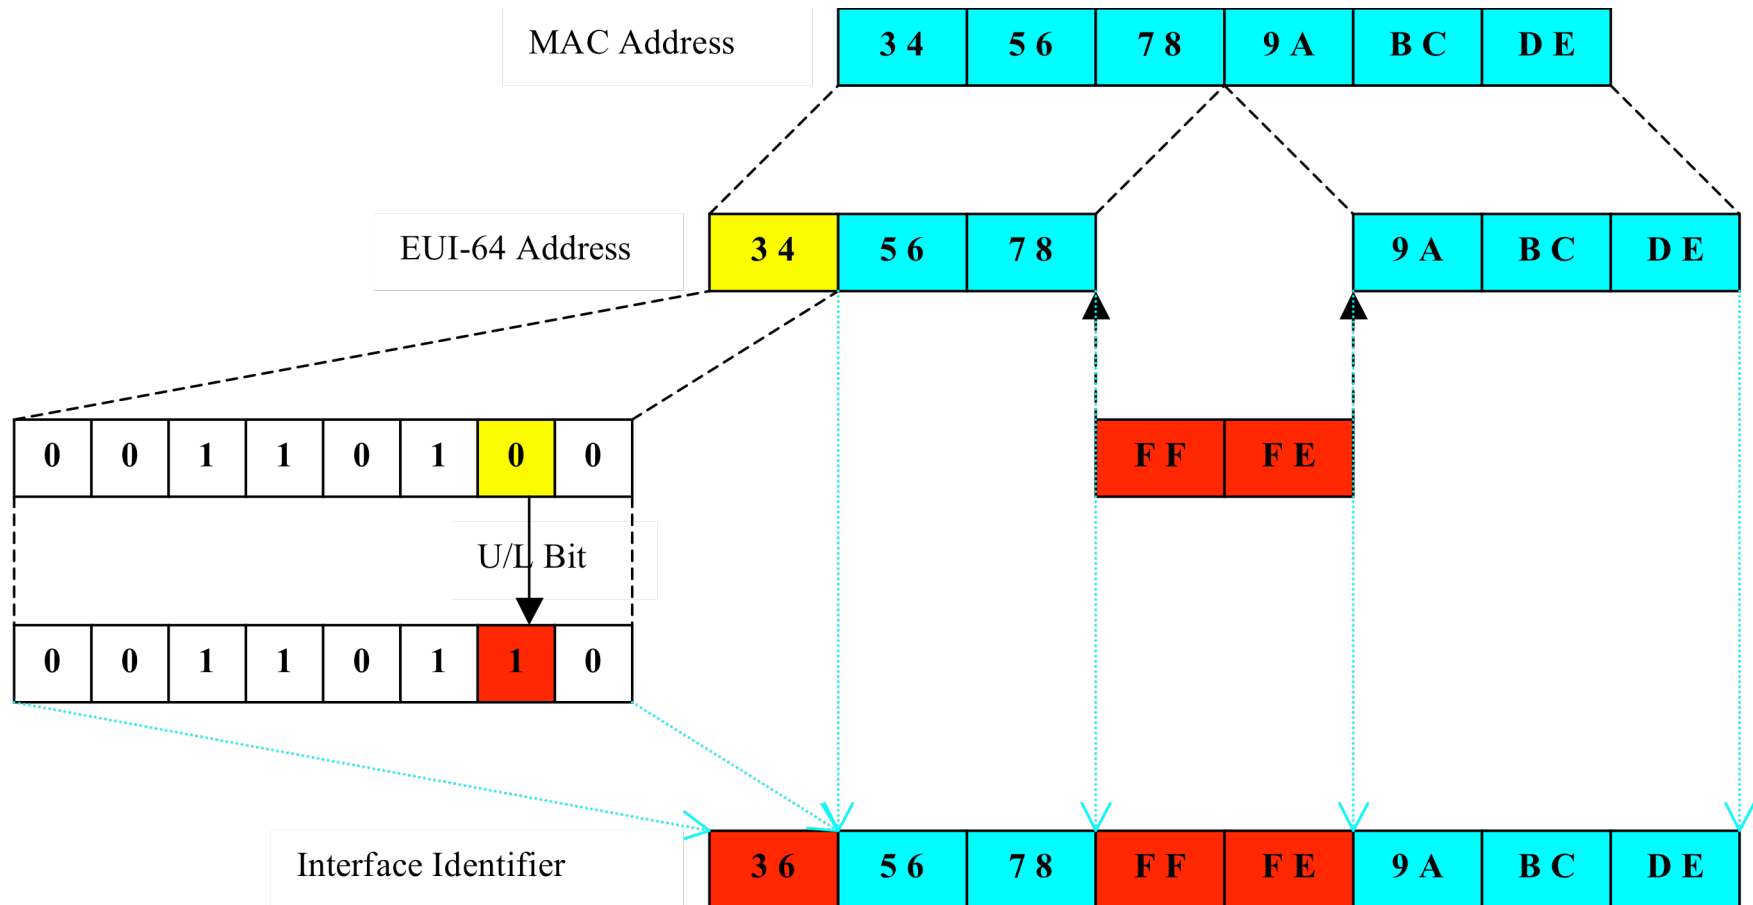 MAC Address 3 4 5 6 7 8 9 A B C D E
EUI-64 Address 3 4 5 6 7 8 9 A B C D E
0 0 1 1 0 1 0 0 F F F E
U/L Bit
0 0 1 1 0 1 1 0
Interface Identifier 3 6 5 6 7 8 F F F E 9 A B C D E